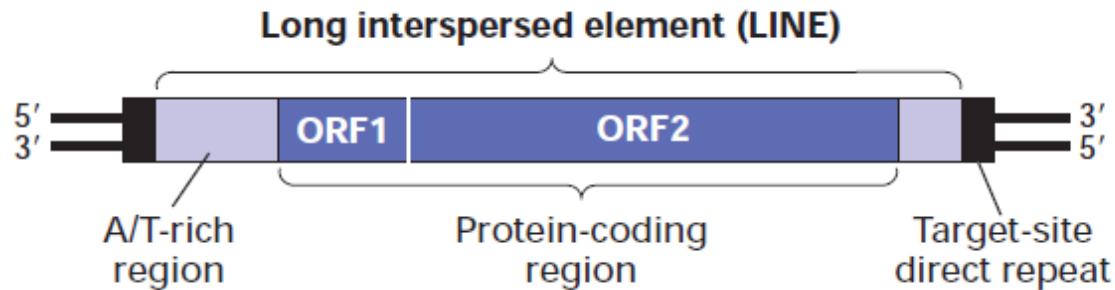 Long interspersed element (LINE)
5′ 3′
3′ ORF1 ORF2 5′
A/T-rich Protein-coding Target-site
region region direct repeat